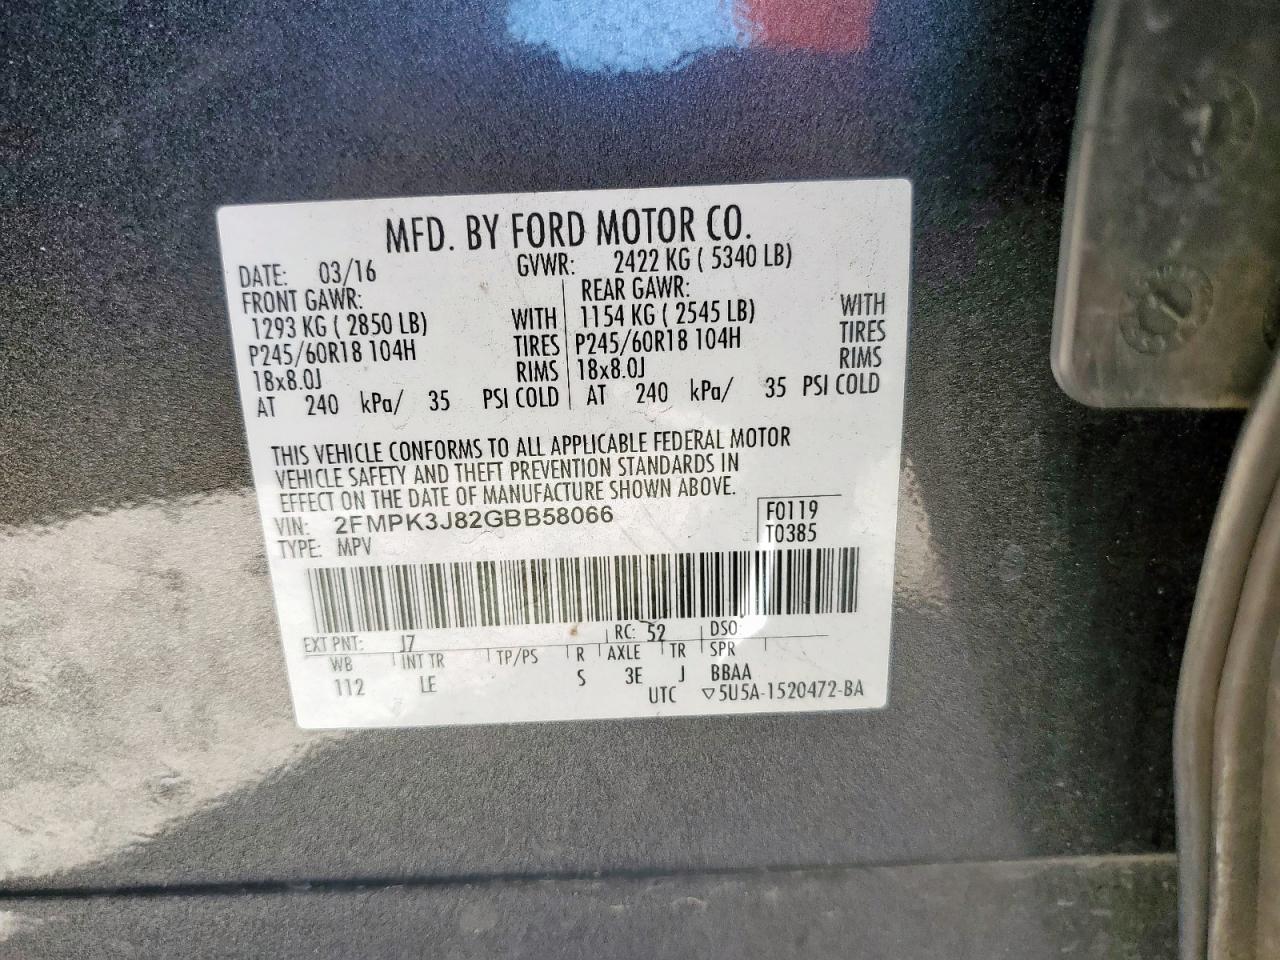 MFD. BY FORD MOTOR CO.
DATE: 03/16 GVWR: 2422 KG ( 5340 LB)
FRONT GAWR: REAR GAWR:
1293 KG ( 2850 LB) WITH 1154 KG ( 2545 LB) WITH
P245/60R18 104H TIRES P245/60R18 104H TIRES
18x8.0J RIMS 18x8.0J RIMS
AT 240 kPa/ 35 PSI COLD AT 240 kPa/ 35 PSI COLD
THIS VEHICLE CONFORMS TO ALL APPLICABLE FEDERAL MOTOR
VEHICLE SAFETY AND THEFT PREVENTION STANDARDS IN
EFFECT ON THE DATE OF MANUFACTURE SHOWN ABOVE.
VIN: 2FMPK3J82GBB58066 F0119
TYPE: MPV T0385
EXT PNT: J7 RC: 52 DSO:
WB INT TR TP/PS R AXLE TR SPR
112 LE S 3E J BBAA
UTC ▽5U5A-1520472-BA